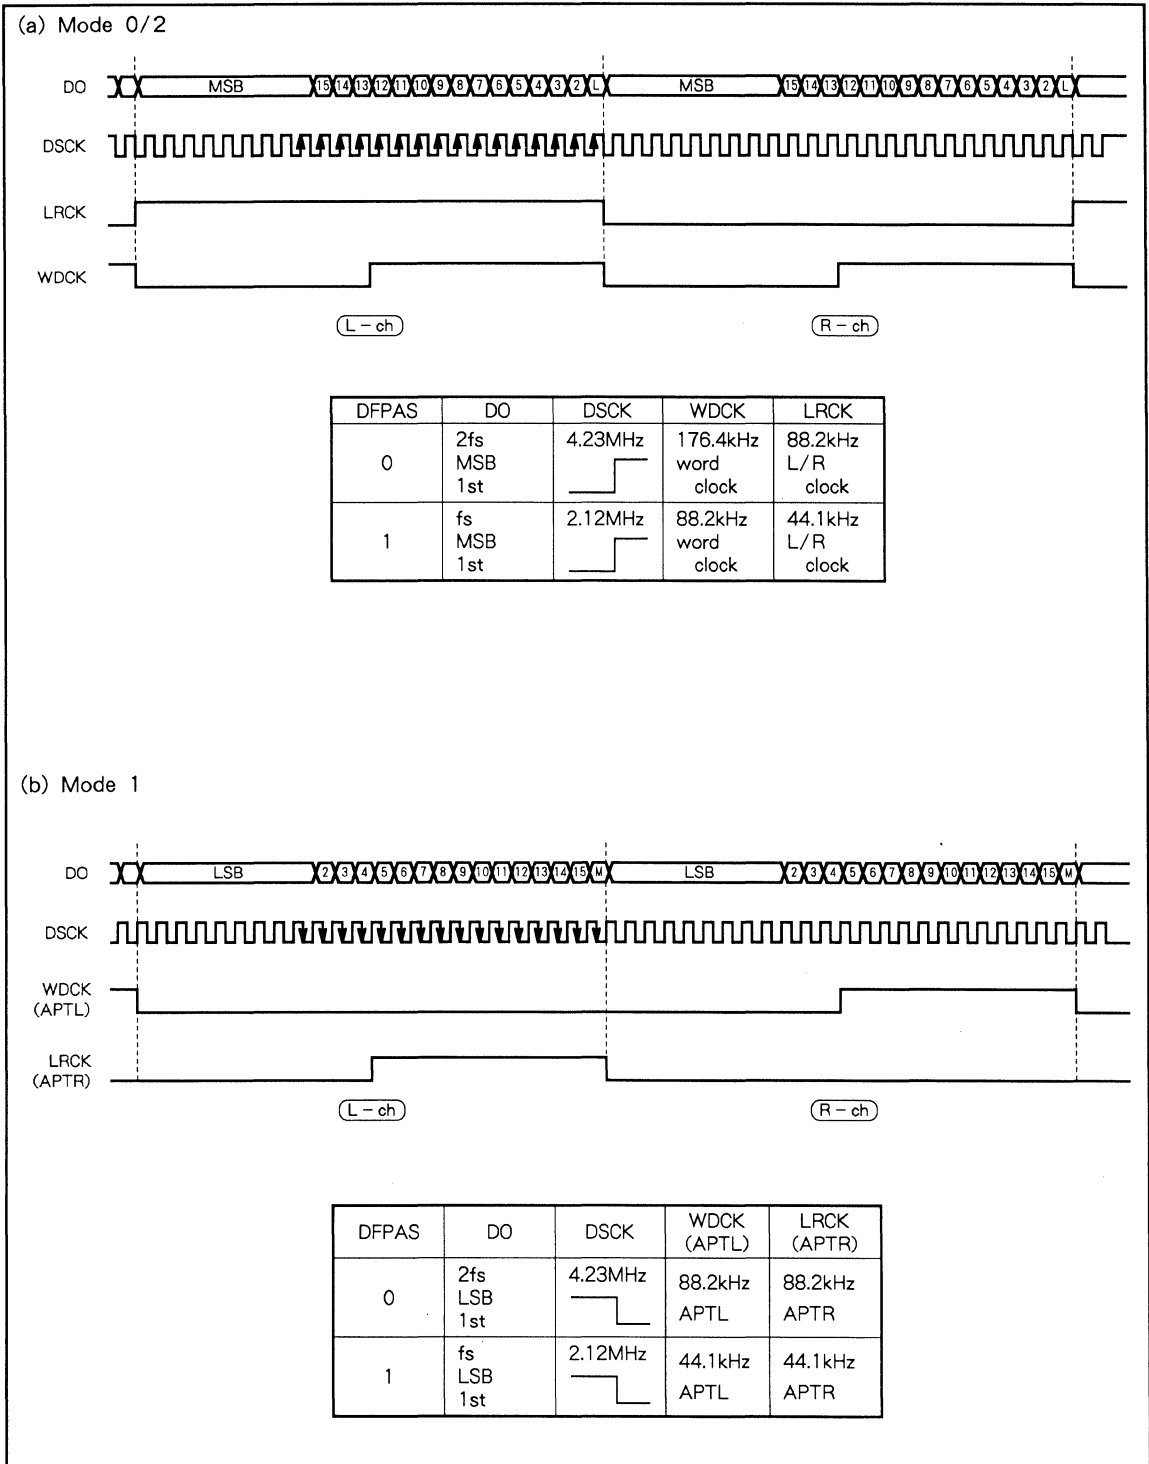 (a) Mode 0/2
DO MSB 15 14 13 12 11 10 9 8 7 6 5 4 3 2 L MSB 15 14 13 12 11 10 9 8 7 6 5 4 3 2 L
DSCK
LRCK
WDCK
L - ch R - ch
DFPAS DO DSCK WDCK LRCK
2fs 4.23MHz 176.4kHz 88.2kHz
0 MSB word L/R
1st clock clock
fs 2.12MHz 88.2kHz 44.1kHz
1 MSB word L/R
1st clock clock
(b) Mode 1
DO LSB 2 3 4 5 6 7 8 9 10 11 12 13 14 15 M LSB 2 3 4 5 6 7 8 9 10 11 12 13 14 15 M
DSCK
WDCK
(APTL)
LRCK
(APTR)
L - ch R - ch
DFPAS DO DSCK WDCK (APTL) LRCK (APTR)
2fs 4.23MHz 88.2kHz 88.2kHz
0 LSB
1st APTL APTR
fs 2.12MHz 44.1kHz 44.1kHz
1 LSB
1st APTL APTR